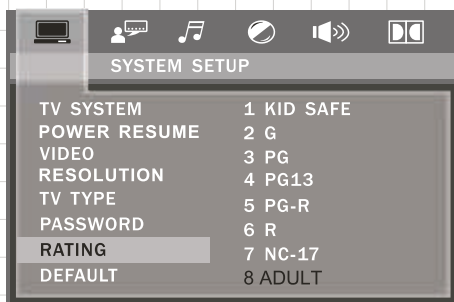 SYSTEM SETUP
TV SYSTEM
POWER RESUME
VIDEO
RESOLUTION
TV TYPE
PASSWORD
RATING
DEFAULT
1 KID SAFE
2 G
3 PG
4 PG13
5 PG-R
6 R
7 NC-17
8 ADULT